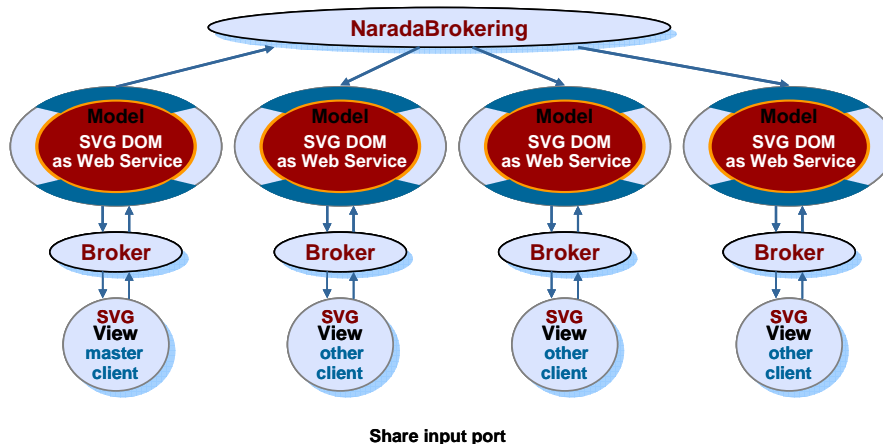 NaradaBrokering
Model
SVG DOM
as Web Service
Model
SVG DOM
as Web Service
Model
SVG DOM
as Web Service
Model
SVG DOM
as Web Service
Broker
Broker
Broker
Broker
SVG
View
master
client
SVG
View
other
client
SVG
View
other
client
SVG
View
other
client
Share input port